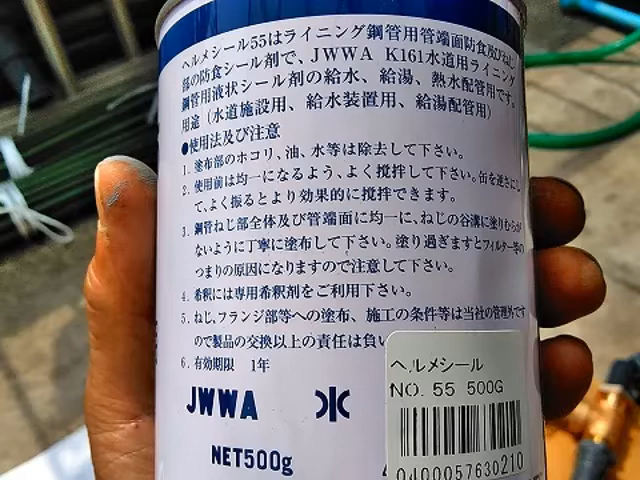 ヘルメシール55はライニング鋼管用管端面防食及びねじ
部の防食シール剤で、JWWA K161水道用ライニング
鋼管用液状シール剤の給水、給湯、熱水配管用です。
用途（水道施設用、給水装置用、給湯配管用）
●使用法及び注意
1. 塗布部のホコリ、油、水等は除去して下さい。
2. 使用前は均一になるよう、よく撹拌して下さい。缶を逆さにし
て、よく振るとより効果的に撹拌できます。
3. 鋼管ねじ部全体及び管端面に均一に、ねじの谷溝に塗りむらが
ないように丁寧に塗布して下さい。塗り過ぎますとフィルター等の
つまりの原因になりますので注意して下さい。
4. 希釈には専用希釈剤をご利用下さい。
5. ねじ、フランジ部等への塗布、施工の条件等は当社の管理外です
ので製品の交換以上の責任は負い
6. 有効期限 1年
JWWA
NET500g
ヘルメシール
NO. 55 500G
0400057630210